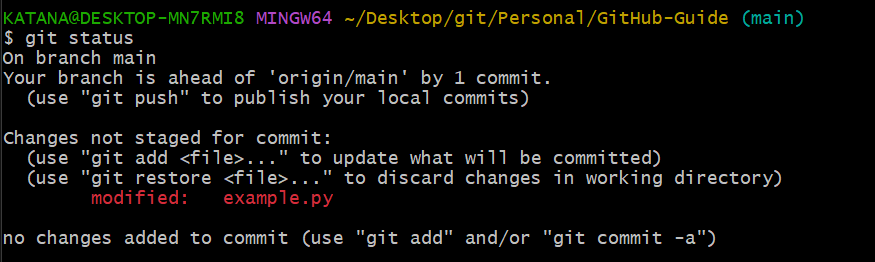 KATANA@DESKTOP-MN7RMI8 MINGW64 ~/Desktop/git/Personal/GitHub-Guide (main)
$ git status
On branch main
Your branch is ahead of 'origin/main' by 1 commit.
  (use "git push" to publish your local commits)

Changes not staged for commit:
  (use "git add <file>..." to update what will be committed)
  (use "git restore <file>..." to discard changes in working directory)
        modified:   example.py

no changes added to commit (use "git add" and/or "git commit -a")